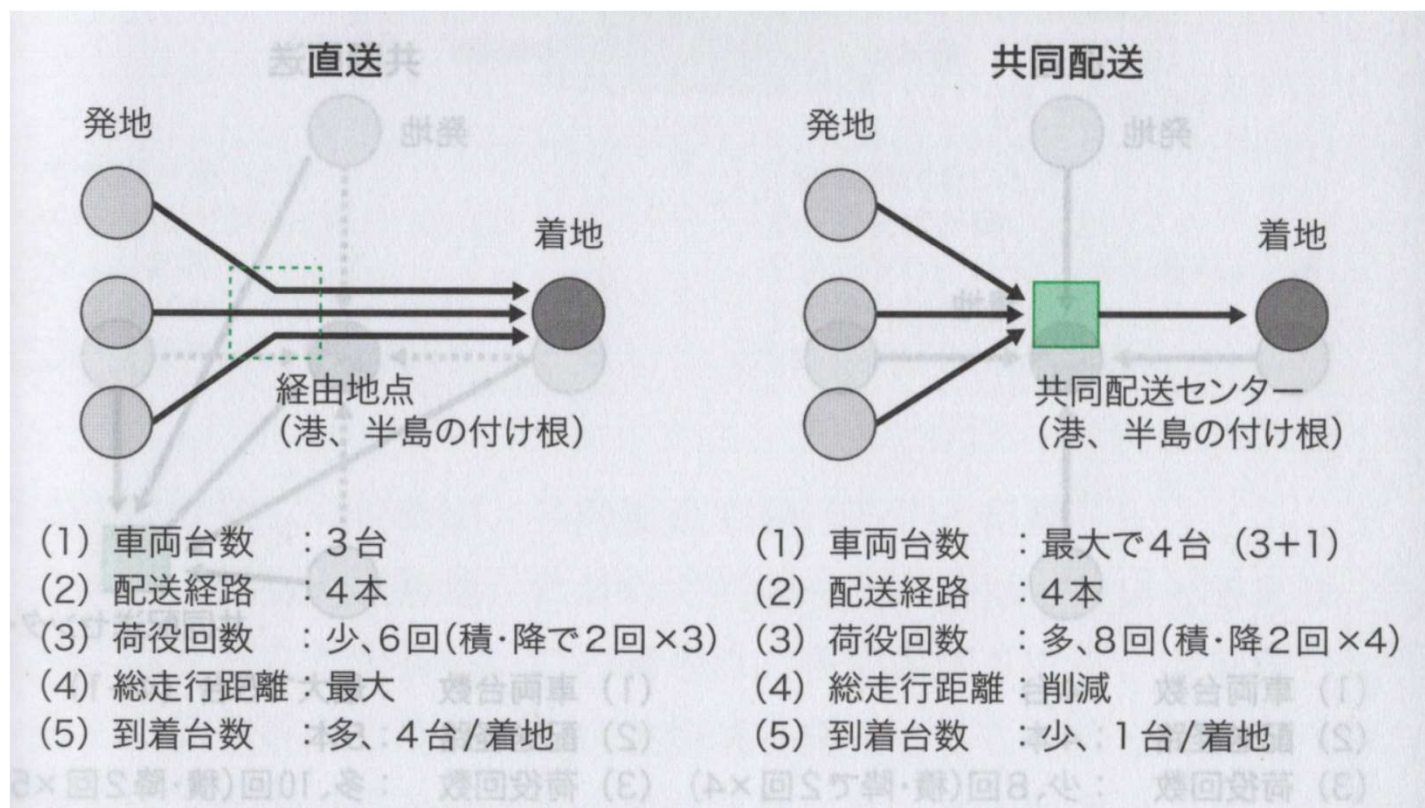 直送
発地
着地
経由地点
(港、半島の付け根)
(1) 車両台数 :3台
(2) 配送経路 :4本
(3) 荷役回数 :少、6回(積・降で2回×3)
(4) 総走行距離:最大
(5) 到着台数 :多、4台/着地
共同配送
発地
着地
共同配送センター
(港、半島の付け根)
(1) 車両台数 :最大で4台 (3+1)
(2) 配送経路 :4本
(3) 荷役回数 :多、8回(積・降2回×4)
(4) 総走行距離:削減
(5) 到着台数 :少、1台/着地